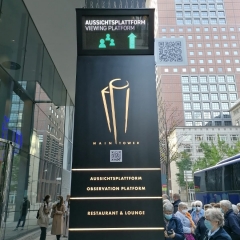 AUSSICHTSPLATTFORM
VIEWING PLATFORM
MAIN TOWER
AUSSICHTSPLATTFORM
OBSERVATION PLATFORM
RESTAURANT & LOUNGE